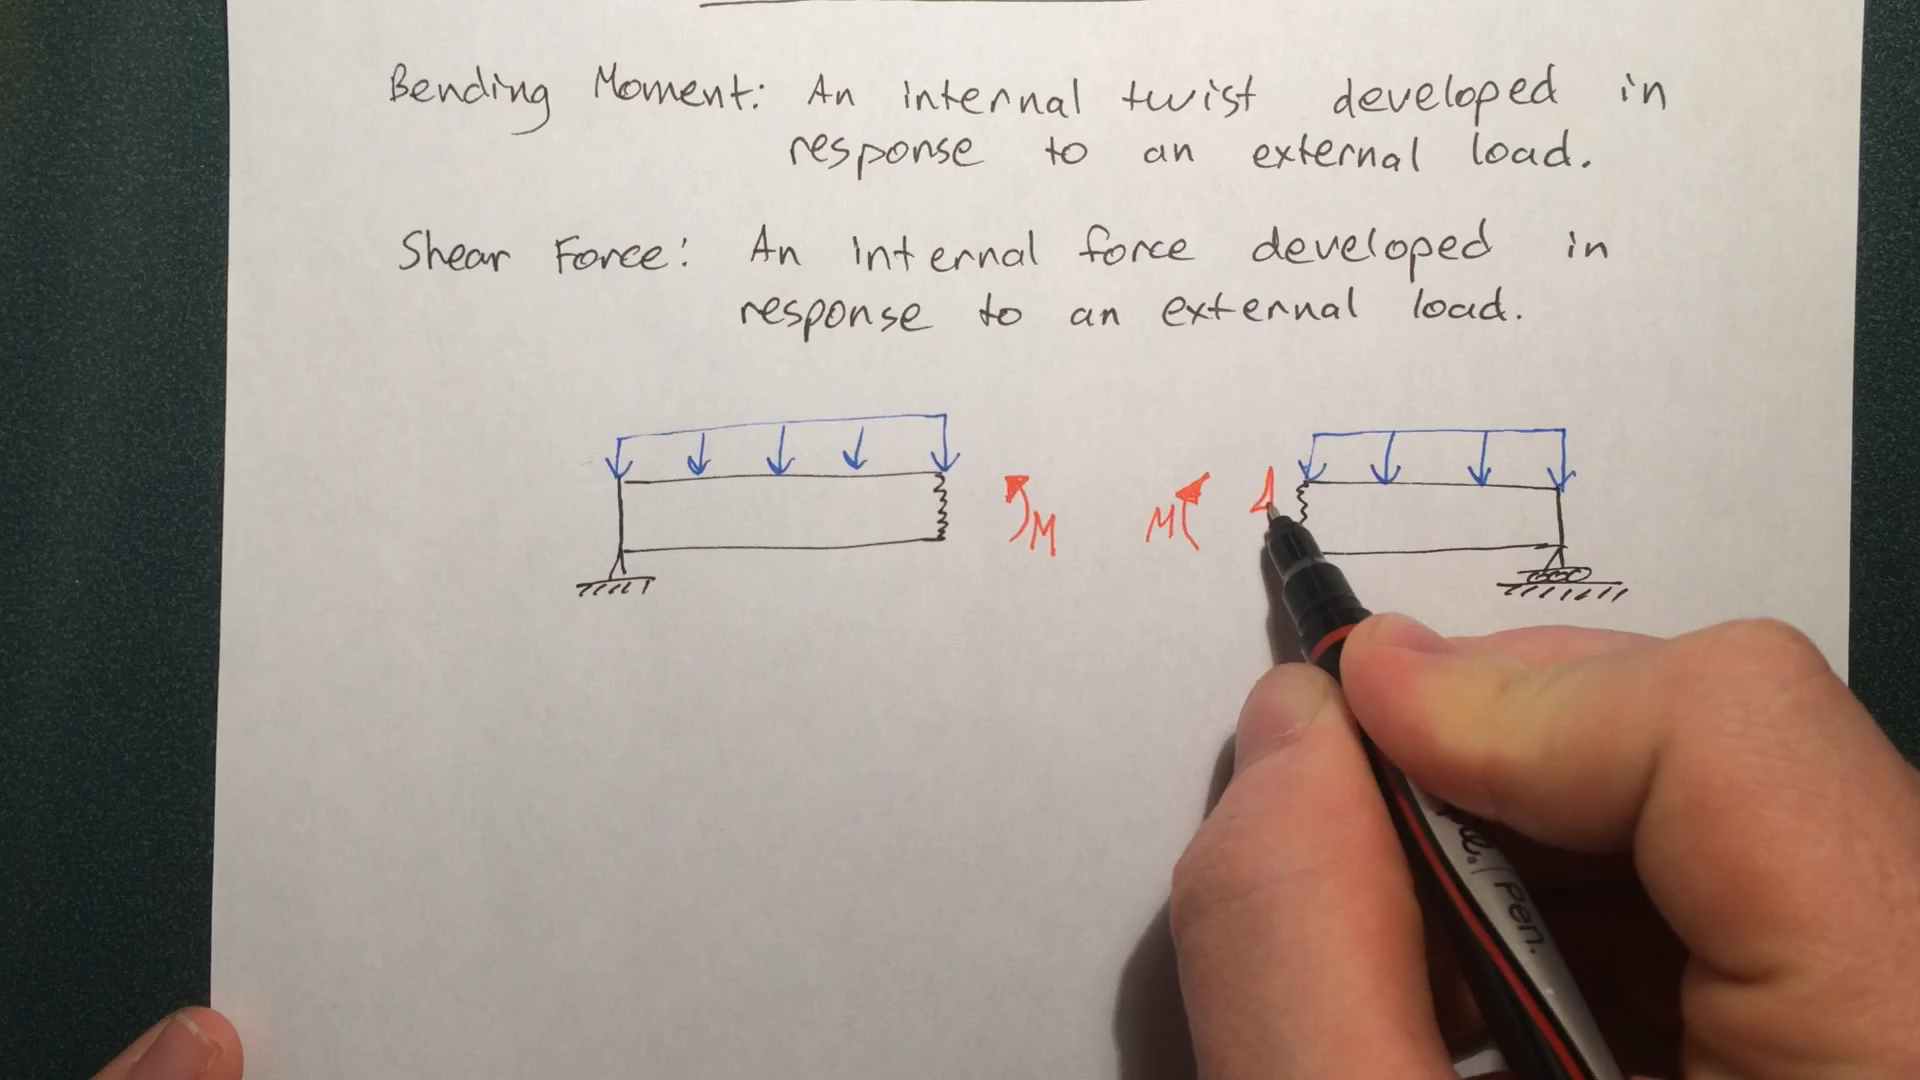 Bending Moment: An internal twist developed in
response to an external load.
Shear Force: An internal force developed in
response to an external load.
M M
Pen.